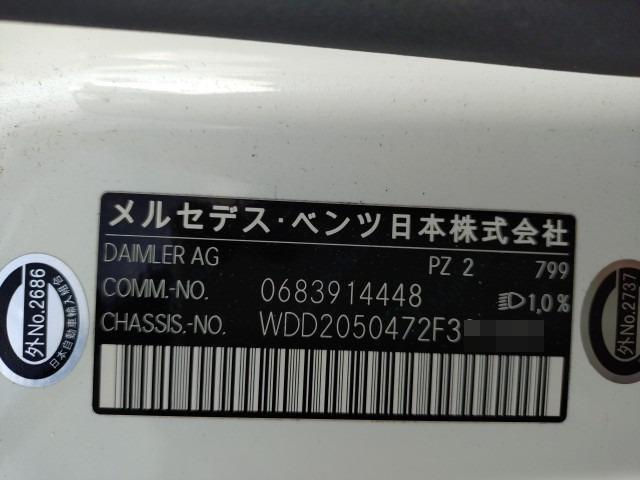 メルセデス・ベンツ日本株式会社
DAIMLER AG PZ 2 799
COMM.-NO. 0683914448 1,0%
CHASSIS.-NO. WDD2050472F3
外No.2686
日本自動車輸入組合
外No.2737